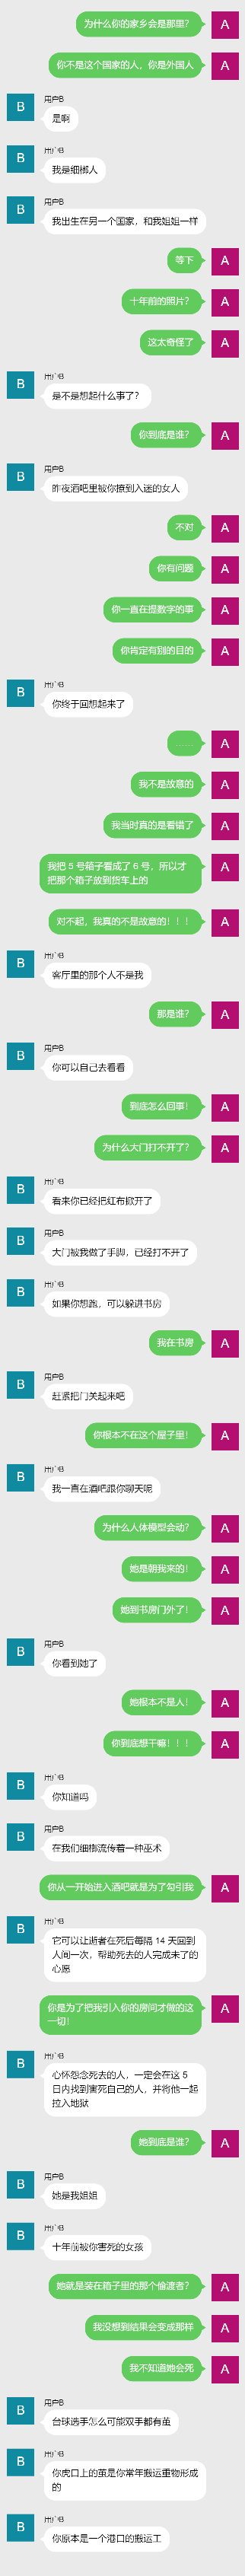 为什么你的家乡会是那里？
A
你不是这个国家的人，你是外国人
A
用户B
B
是啊
用户B
B
我是缅梆人
用户B
B
我出生在另一个国家，和我姐姐一样
等下
A
十年前的照片？
A
这太奇怪了
A
用户B
B
是不是想起什么事了？
你到底是谁？
A
用户B
B
昨夜酒吧里被你撩到入迷的女人
不对
A
你有问题
A
你一直在提数字的事
A
你肯定有别的目的
A
用户B
B
你终于回想起来了
……
A
我不是故意的
A
我当时真的是看错了
A
我把 5 号箱子看成了 6 号，所以才
把那个箱子放到货车上的
A
对不起，我真的不是故意的！！！
A
用户B
B
客厅里的那个人不是我
那是谁？
A
用户B
B
你可以自己去看看
到底怎么回事！
A
为什么大门打不开了？
A
用户B
B
看来你已经把红布掀开了
用户B
B
大门被我做了手脚，已经打不开了
用户B
B
如果你想跑，可以躲进书房
我在书房
A
用户B
B
赶紧把门关起来吧
你根本不在这个屋子里！
A
用户B
B
我一直在酒吧跟你聊天呢
为什么人体模型会动？
A
她是朝我来的！
A
她到书房门外了！
A
用户B
B
你看到她了
她根本不是人！
A
你到底想干嘛！！！
A
用户B
B
你知道吗
用户B
B
在我们缅梆流传着一种巫术
你从一开始进入酒吧就是为了勾引我
A
用户B
B
它可以让逝者在死后每隔 14 天回到
人间一次，帮助死去的人完成未了的
心愿
你是为了把我引入你的房间才做的这
一切！
A
用户B
B
心怀怨念死去的人，一定会在这 5
日内找到害死自己的人，并将他一起
拉入地狱
她到底是谁？
A
用户B
B
她是我姐姐
用户B
B
十年前被你害死的女孩
她就是装在箱子里的那个偷渡者？
A
我没想到结果会变成那样
A
我不知道她会死
A
用户B
B
台球选手怎么可能双手都有茧
用户B
B
你虎口上的茧是你常年搬运重物形成
的
用户B
B
你原本是一个港口的搬运工